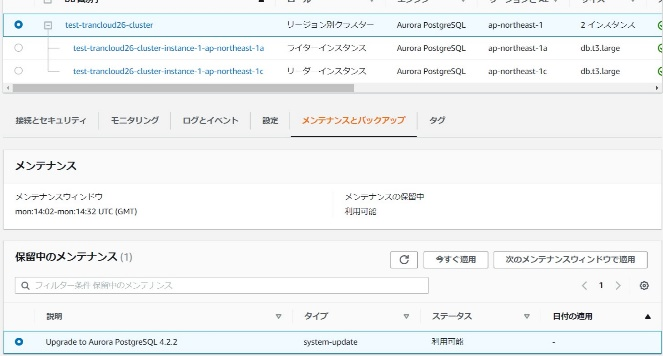 test-trancloud26-cluster リージョン別クラスター Aurora PostgreSQL ap-northeast-1 2 インスタンス
test-trancloud26-cluster-instance-1-ap-northeast-1a ライターインスタンス Aurora PostgreSQL ap-northeast-1a db.t3.large
test-trancloud26-cluster-instance-1-ap-northeast-1c リーダーインスタンス Aurora PostgreSQL ap-northeast-1c db.t3.large
接続とセキュリティ モニタリング ログとイベント 設定 メンテナンスとバックアップ タグ
メンテナンス
メンテナンスウィンドウ メンテナンスの保留中
mon:14:02-mon:14:32 UTC (GMT) 利用可能
保留中のメンテナンス (1) 今すぐ適用 次のメンテナンスウィンドウで適用
フィルター条件 保留中のメンテナンス 1
説明 タイプ ステータス 日付の適用
Upgrade to Aurora PostgreSQL 4.2.2 system-update 利用可能 -